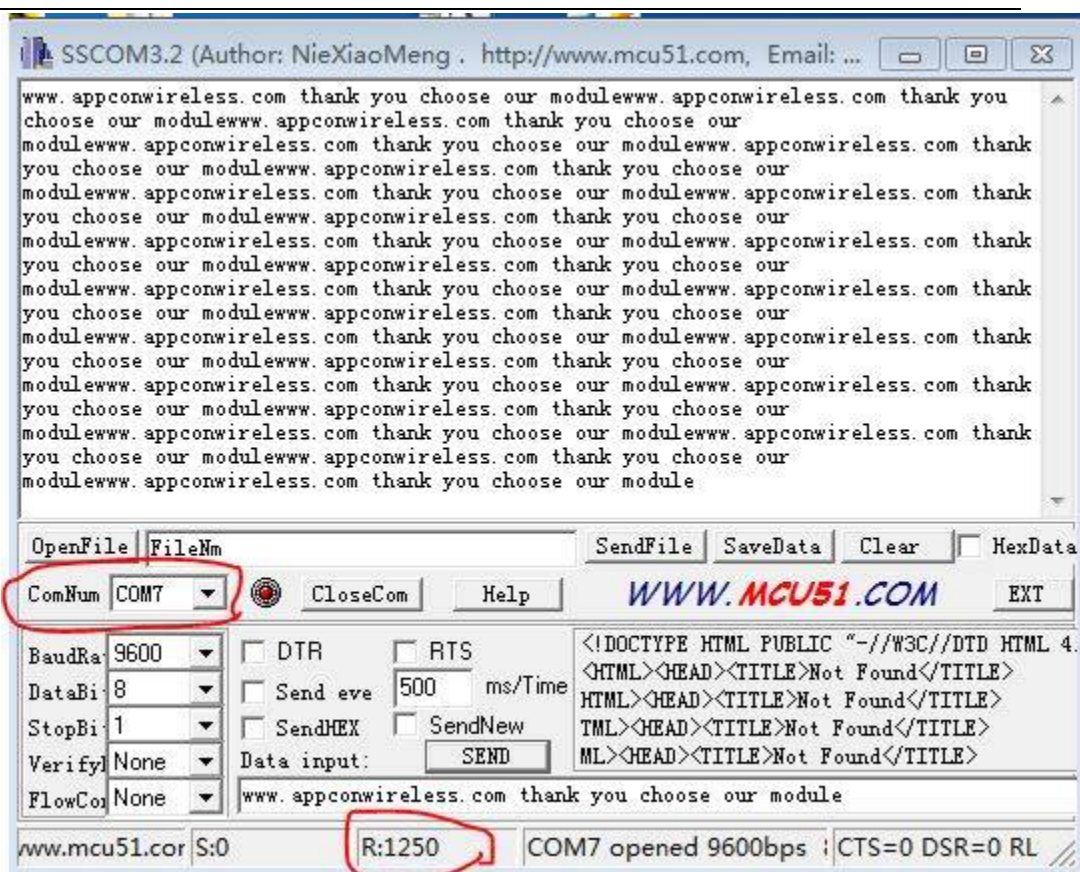 SSCOM3.2 (Author: NieXiaoMeng . http://www.mcu51.com, Email: ...
www.appconwireless.com thank you choose our modulewww.appconwireless.com thank you
choose our modulewww.appconwireless.com thank you choose our
modulewww.appconwireless.com thank you choose our modulewww.appconwireless.com thank
you choose our modulewww.appconwireless.com thank you choose our
modulewww.appconwireless.com thank you choose our modulewww.appconwireless.com thank
you choose our modulewww.appconwireless.com thank you choose our
modulewww.appconwireless.com thank you choose our modulewww.appconwireless.com thank
you choose our modulewww.appconwireless.com thank you choose our
modulewww.appconwireless.com thank you choose our modulewww.appconwireless.com thank
you choose our modulewww.appconwireless.com thank you choose our
modulewww.appconwireless.com thank you choose our modulewww.appconwireless.com thank
you choose our modulewww.appconwireless.com thank you choose our
modulewww.appconwireless.com thank you choose our modulewww.appconwireless.com thank
you choose our modulewww.appconwireless.com thank you choose our
modulewww.appconwireless.com thank you choose our modulewww.appconwireless.com thank
you choose our modulewww.appconwireless.com thank you choose our
modulewww.appconwireless.com thank you choose our module
OpenFile FileNm SendFile SaveData Clear HexData
ComNum COM7 CloseCom Help WWW.MCU51.COM EXT
BaudRa 9600 DTR RTS
DataBi 8 Send eve 500 ms/Time
StopBi 1 SendHEX SendNew
Verify None Data input: SEND
FlowCo None
<!DOCTYPE HTML PUBLIC "-//W3C//DTD HTML 4.
<HTML><HEAD><TITLE>Not Found</TITLE>
HTML><HEAD><TITLE>Not Found</TITLE>
TML><HEAD><TITLE>Not Found</TITLE>
ML><HEAD><TITLE>Not Found</TITLE>
www.appconwireless.com thank you choose our module
www.mcu51.cor S:0 R:1250 COM7 opened 9600bps CTS=0 DSR=0 RL